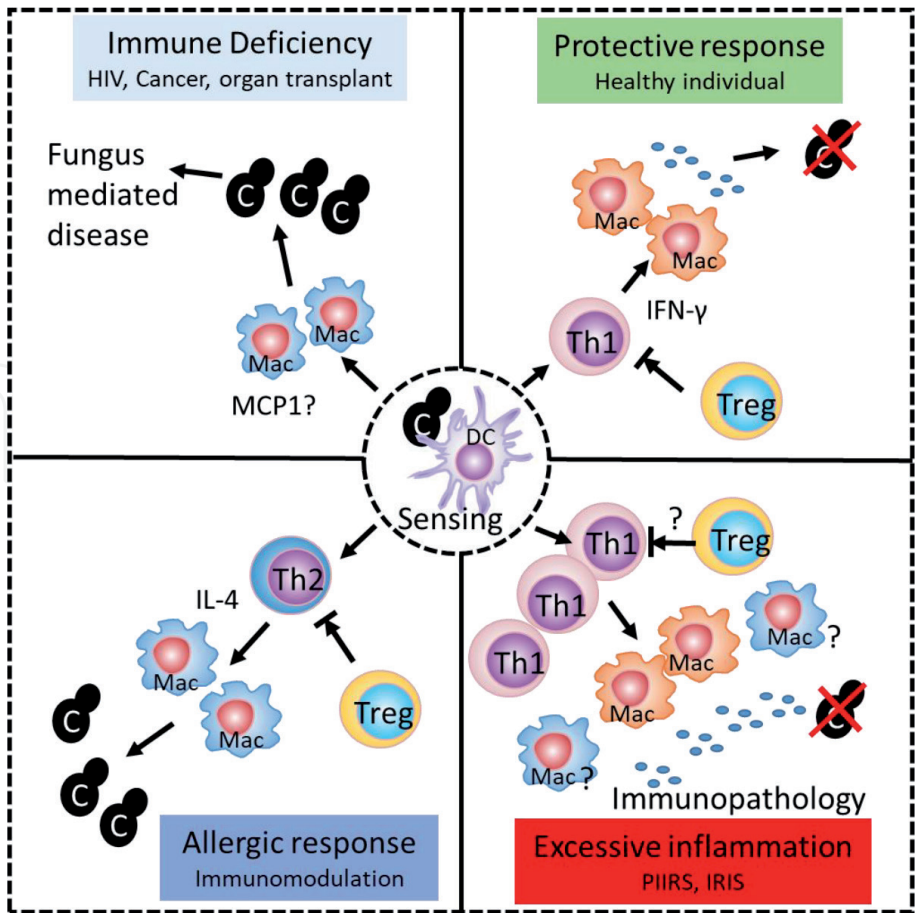 Immune Deficiency
HIV, Cancer, organ transplant
Fungus
mediated
disease
C
C
C
Mac
Mac
MCP1?
Protective response
Healthy individual
C
Mac
Mac
IFN-γ
Th1
Treg
C
DC
Sensing
Th2
IL-4
Mac
Mac
Treg
C
C
C
Allergic response
Immunomodulation
Th1
?
Treg
Th1
Th1
Mac
?
Mac
Mac
C
Mac
?
Immunopathology
Excessive inflammation
PIIRS, IRIS